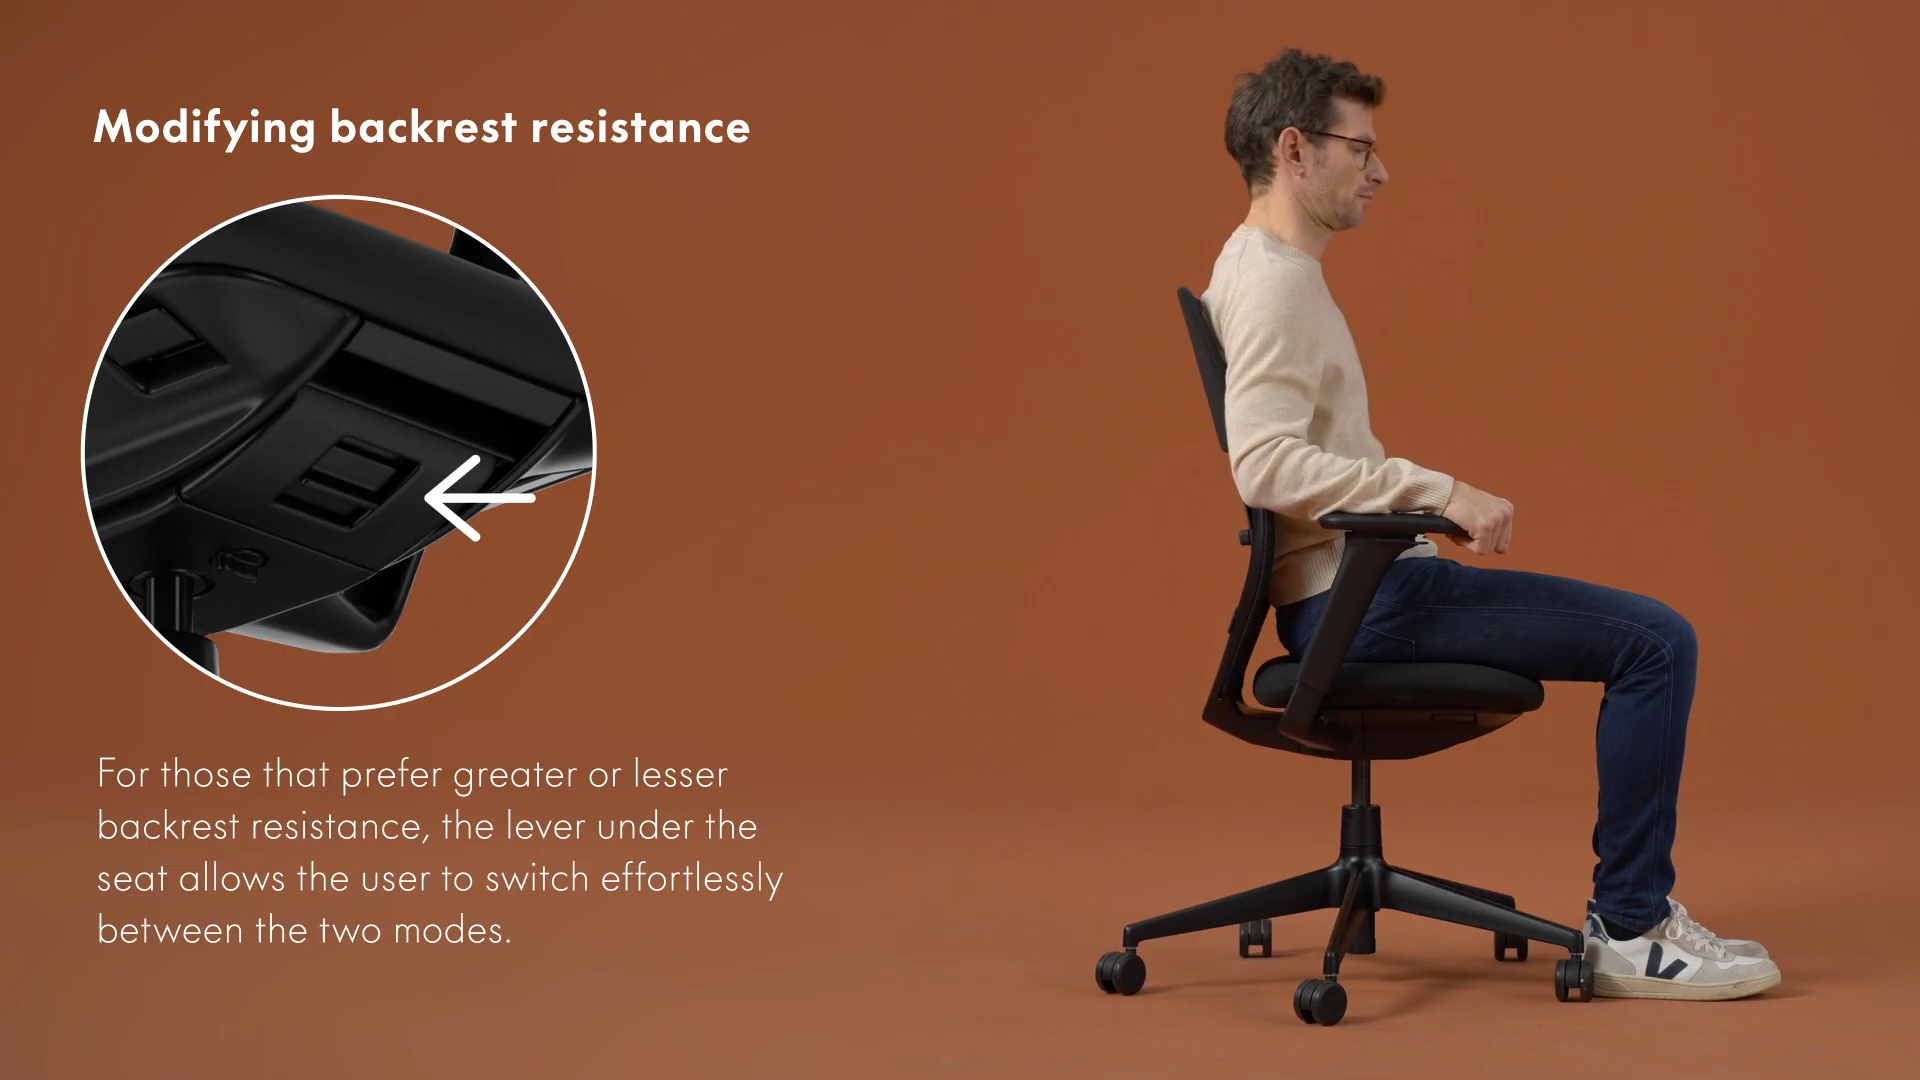 Modifying backrest resistance
For those that prefer greater or lesser
backrest resistance, the lever under the
seat allows the user to switch effortlessly
between the two modes.